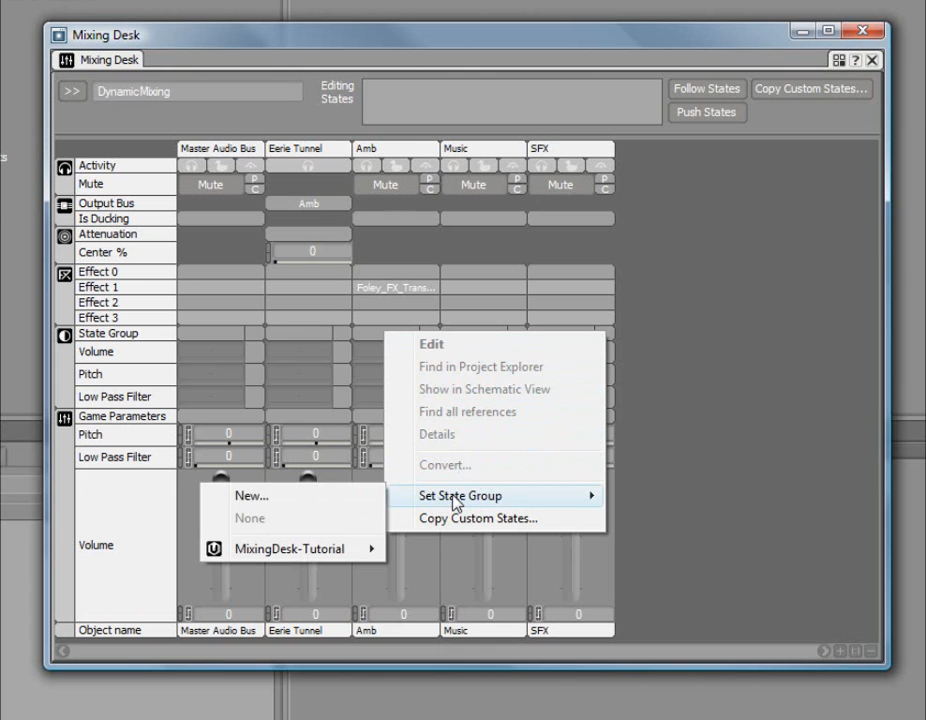 Mixing Desk
Mixing Desk
>> DynamicMixing
Editing
States
Follow States
Copy Custom States...
Push States
Master Audio Bus Eerie Tunnel Amb Music SFX
Activity
Mute Mute P C Mute P C Mute P C Mute P C
Output Bus Amb
Is Ducking
Attenuation
Center % 0
Effect 0
Effect 1 Foley_FX_Trans...
Effect 2
Effect 3
State Group
Volume
Pitch
Low Pass Filter
Game Parameters
Pitch 0 0
Low Pass Filter 0 0
Volume
0 0 0 0 0
Object name Master Audio Bus Eerie Tunnel Amb Music SFX
Edit
Find in Project Explorer
Show in Schematic View
Find all references
Details
Convert...
Set State Group
Copy Custom States...
New...
None
MixingDesk-Tutorial